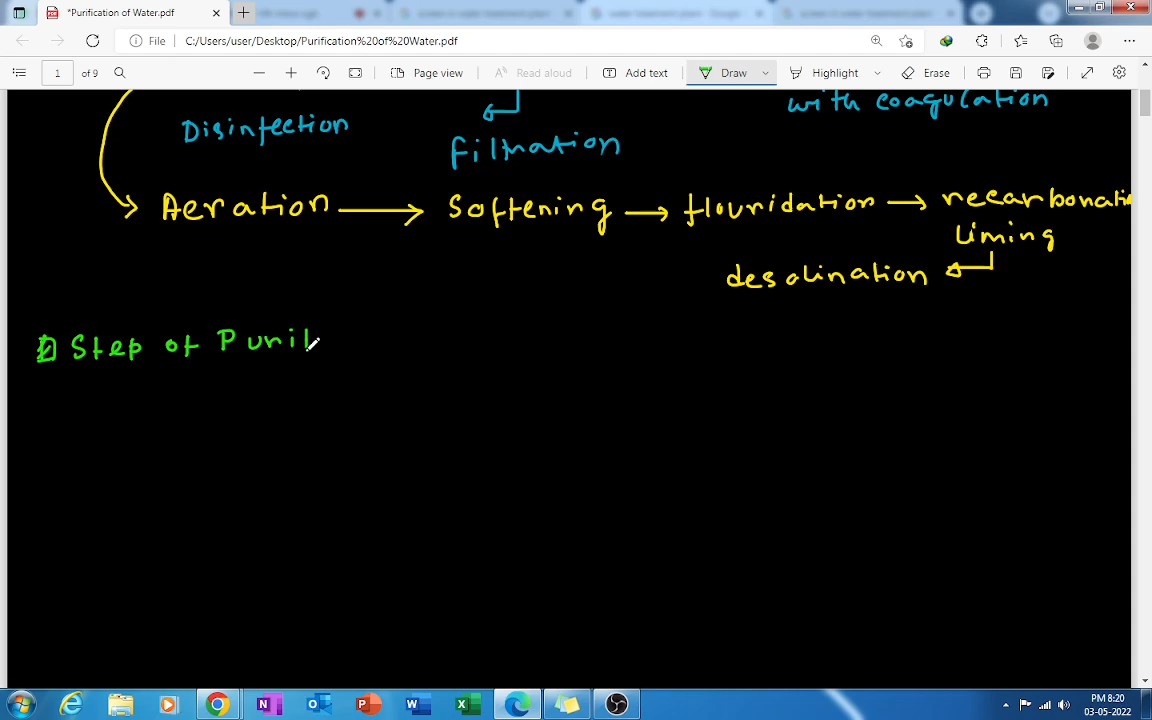 *Purification of Water.pdf
File C:/Users/user/Desktop/Purification%20of%20Water.pdf
1 of 9 Page view Read aloud Add text Draw Highlight Erase
with coagulation
Disinfection
filtration
Aeration Softening flouridation recarbonati
Liming
desalination
Step of Purif
PM 8:20
03-05-2022